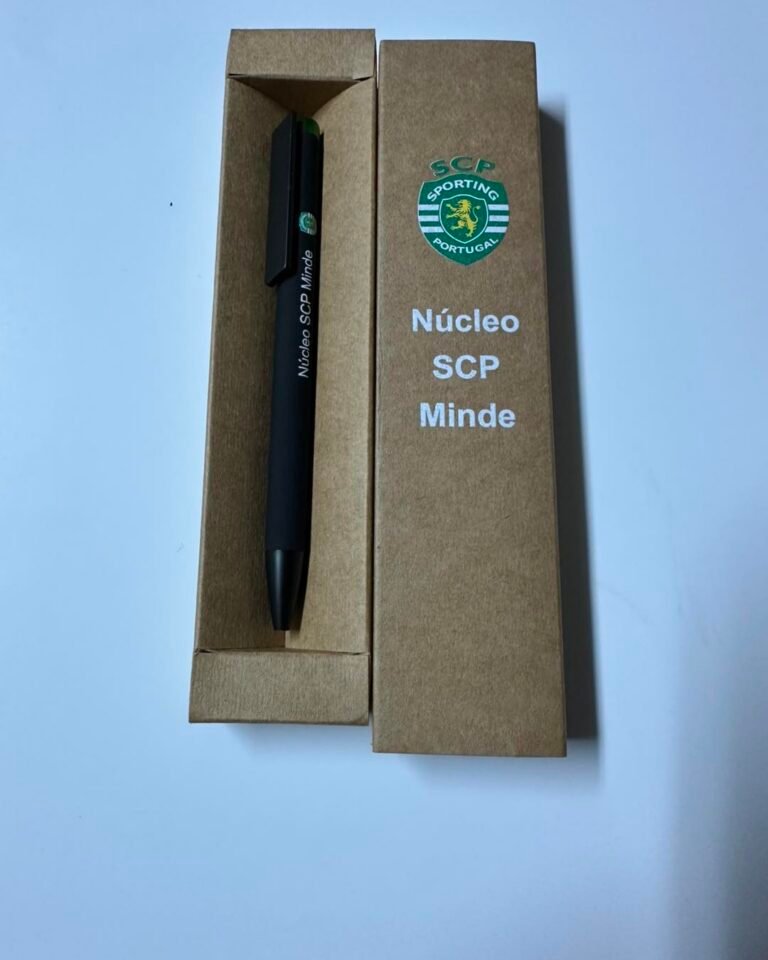 Núcleo SCP Minde
SCP
SPORTING
PORTUGAL
Núcleo
SCP
Minde